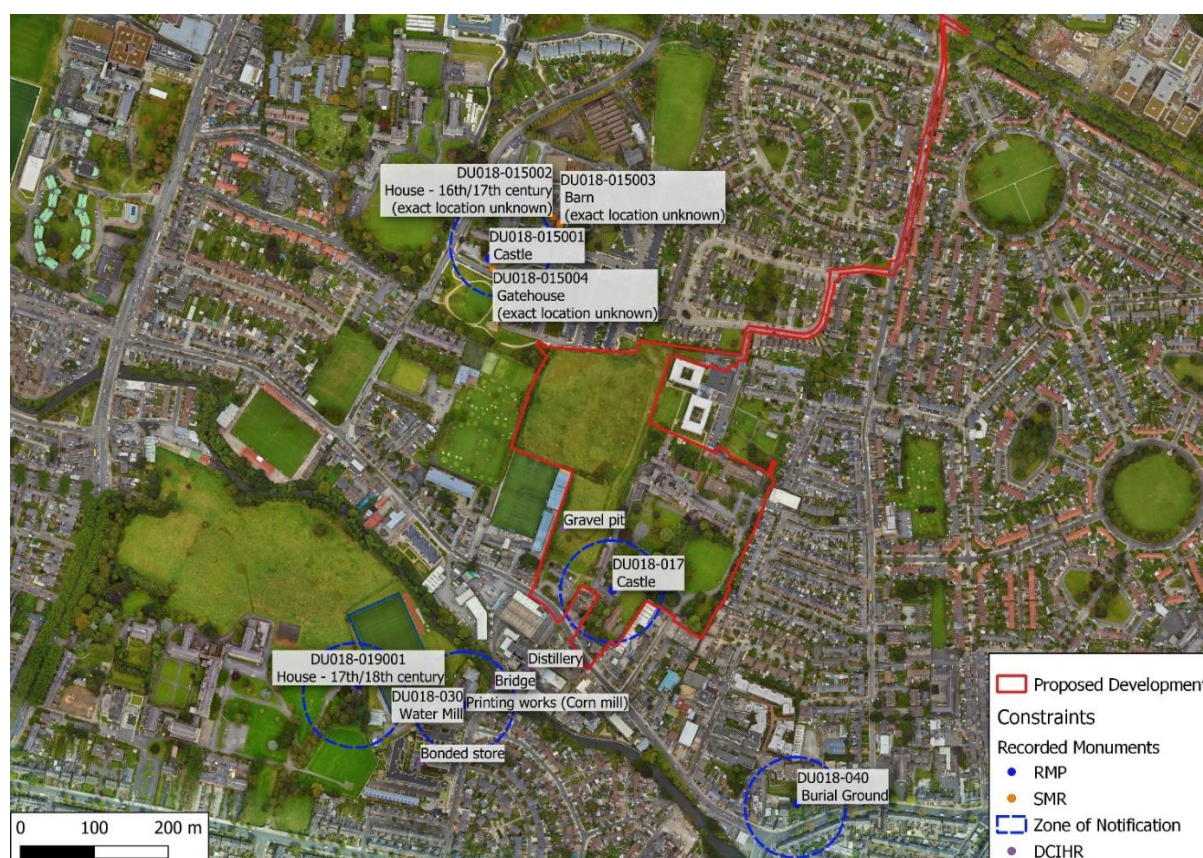 DU018-015002
House - 16th/17th century
(exact location unknown)
DU018-015003
Barn
(exact location unknown)
DU018-015001
Castle
DU018-015004
Gatehouse
(exact location unknown)
Gravel pit
DU018-017
Castle
Distillery
DU018-019001
House - 17th/18th century
Bridge
DU018-030
Water Mill
Printing works (Corn mill)
Bonded store
DU018-040
Burial Ground
Proposed Development
Constraints
Recorded Monuments
RMP
SMR
Zone of Notification
DCIHR
0 100 200 m